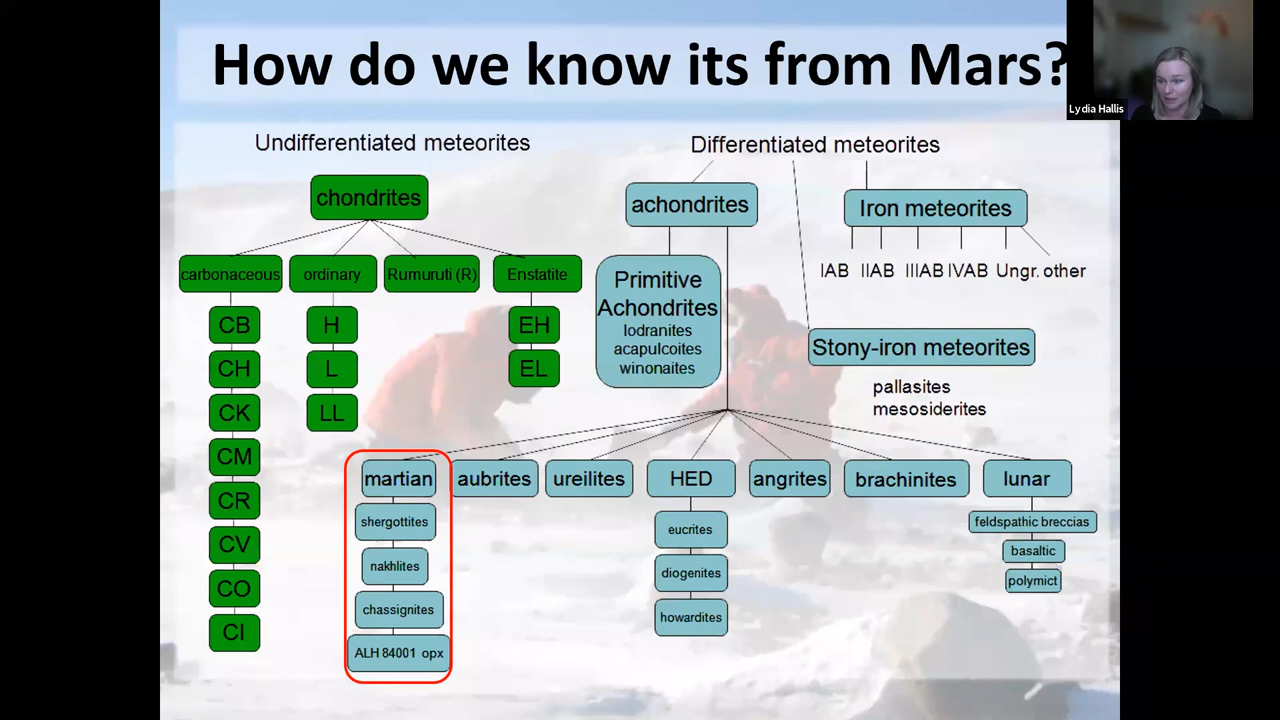 How do we know its from Mars?
Lydia Hallis
Undifferentiated meteorites
Differentiated meteorites
chondrites
achondrites
Iron meteorites
carbonaceous
ordinary
Rumuruti (R)
Enstatite
IAB IIAB IIIAB IVAB Ungr. other
Primitive
Achondrites
lodranites
acapulcoites
winonaites
CB
CH
CK
CM
CR
CV
CO
CI
H
L
LL
EH
EL
Stony-iron meteorites
pallasites
mesosiderites
martian
shergottites
nakhlites
chassignites
ALH 84001 opx
aubrites
ureilites
HED
eucrites
diogenites
howardites
angrites
brachinites
lunar
feldspathic breccias
basaltic
polymict